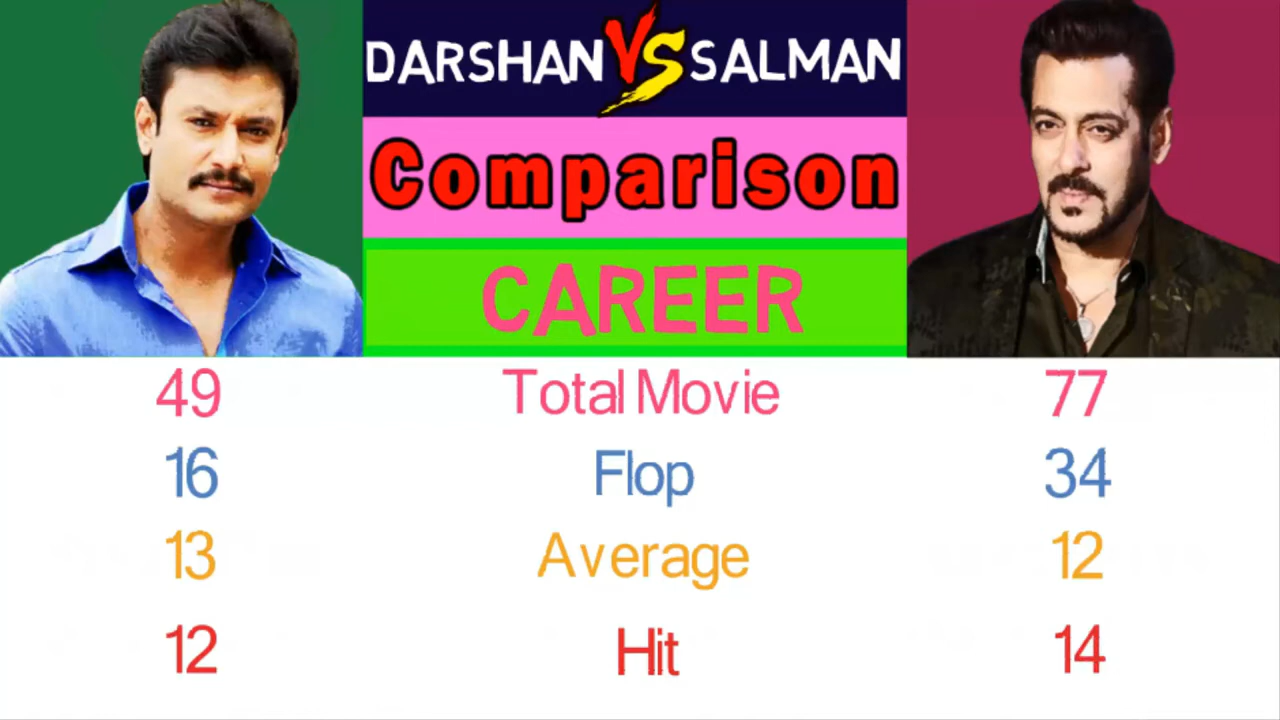 DARSHAN VS SALMAN
Comparison
CAREER
49 Total Movie 77
16 Flop 34
13 Average 12
12 Hit 14